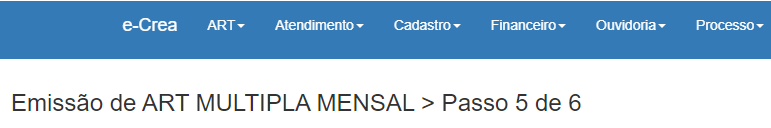 e-Crea ART Atendimento Cadastro Financeiro Ouvidoria Processo
Emissão de ART MULTIPLA MENSAL > Passo 5 de 6